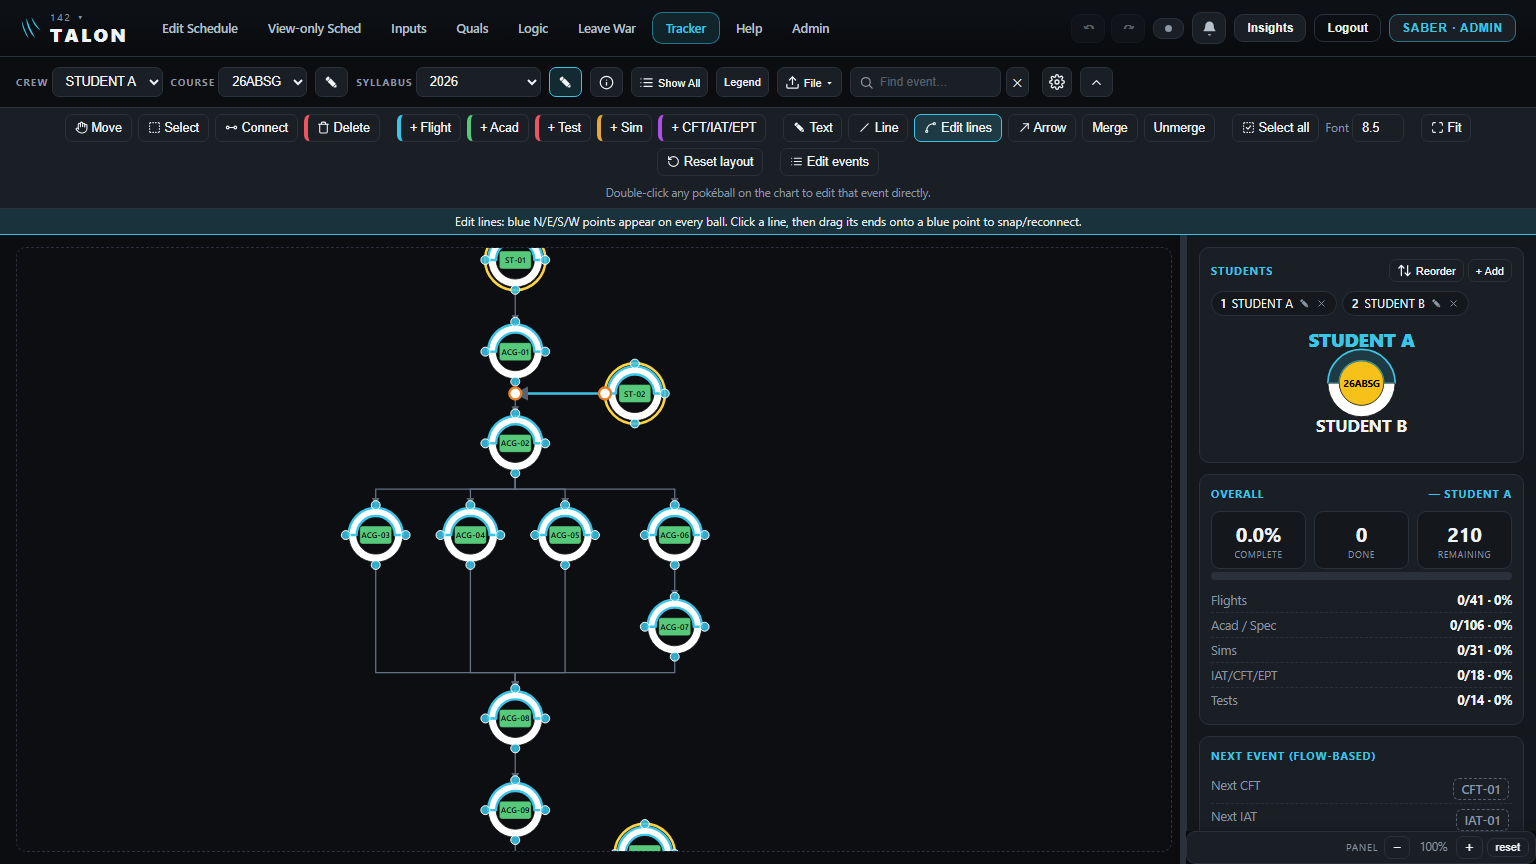 142
TALON
Edit Schedule
View-only Sched
Inputs
Quals
Logic
Leave War
Tracker
Help
Admin
Insights
Logout
SABER · ADMIN
CREW
STUDENT A
COURSE
26ABSG
SYLLABUS
2026
Show All
Legend
File
Find event...
Move
Select
Connect
Delete
+ Flight
+ Acad
+ Test
+ Sim
+ CFT/IAT/EPT
Text
Line
Edit lines
Arrow
Merge
Unmerge
Select all
Font
8.5
Fit
Reset layout
Edit events
Double-click any pokéball on the chart to edit that event directly.
Edit lines: blue N/E/S/W points appear on every ball. Click a line, then drag its ends onto a blue point to snap/reconnect.
ST-01
ACG-01
ST-02
ACG-02
ACG-03
ACG-04
ACG-05
ACG-06
ACG-07
ACG-08
ACG-09
STUDENTS
Reorder
+ Add
1 STUDENT A
2 STUDENT B
STUDENT A
26ABSG
STUDENT B
OVERALL
— STUDENT A
0.0%
COMPLETE
0
DONE
210
REMAINING
Flights 0/41 · 0%
Acad / Spec 0/106 · 0%
Sims 0/31 · 0%
IAT/CFT/EPT 0/18 · 0%
Tests 0/14 · 0%
NEXT EVENT (FLOW-BASED)
Next CFT CFT-01
Next IAT IAT-01
PANEL − 100% + reset